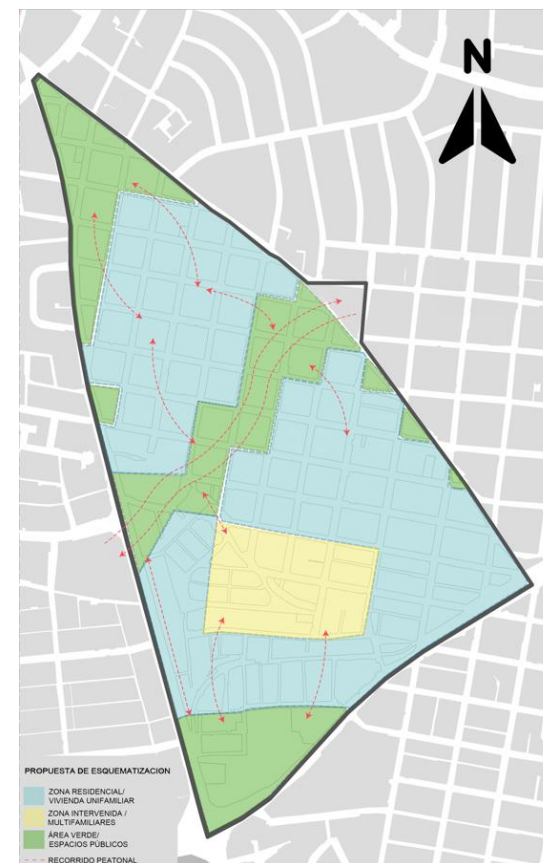 N
PROPUESTA DE ESQUEMATIZACION
ZONA RESIDENCIAL/
VIVIENDA UNIFAMILIAR
ZONA INTERVENIDA /
MULTIFAMILIARES
ÁREA VERDE/
ESPACIOS PÚBLICOS
RECORRIDO PEATONAL